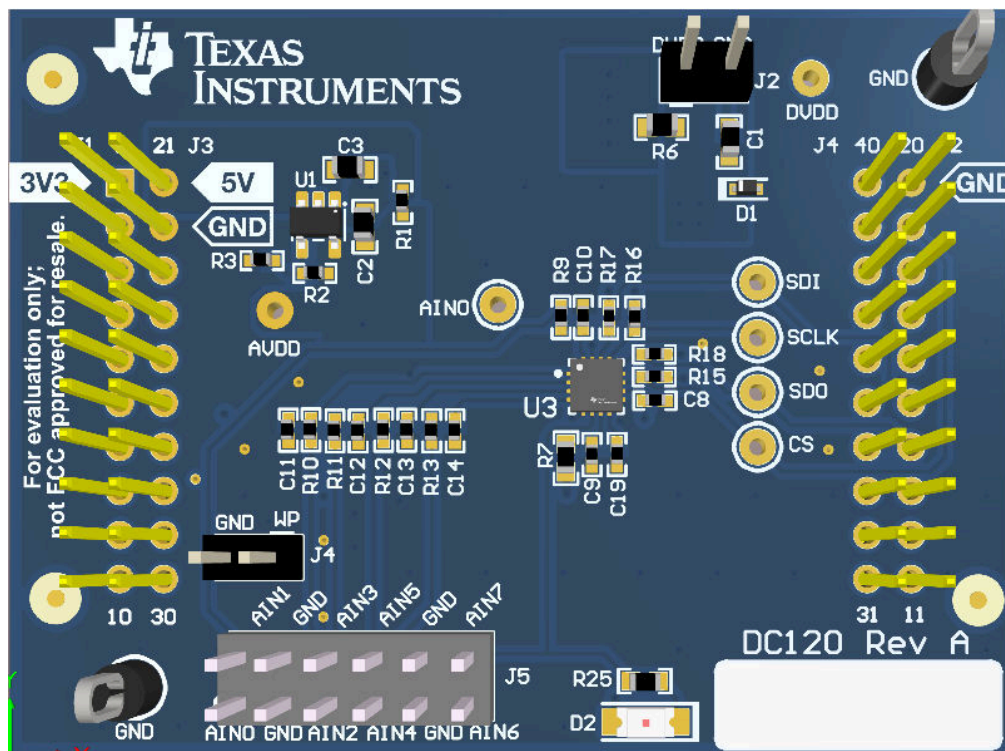 TEXAS
INSTRUMENTS
J2
GND
DVDD
21 J3
J4 40 20 2
3V3
5V
GND
GND
C3
U1
R1
C2
R3
R2
R6
C1
D1
For evaluation only;
not FCC approved for resale.
AVDD
AIN0
R9
C10
R17
R16
SDI
SCLK
SDO
CS
R18
R15
C8
U3
R7
C9
C19
C11
R10
R11
C12
R12
C13
R13
C14
GND WP
J4
10 30
31 11
AIN1 GND AIN3 AIN5 GND AIN7
J5
AIN0 GND AIN2 AIN4 GND AIN6
GND
DC120 Rev A
R25
D2